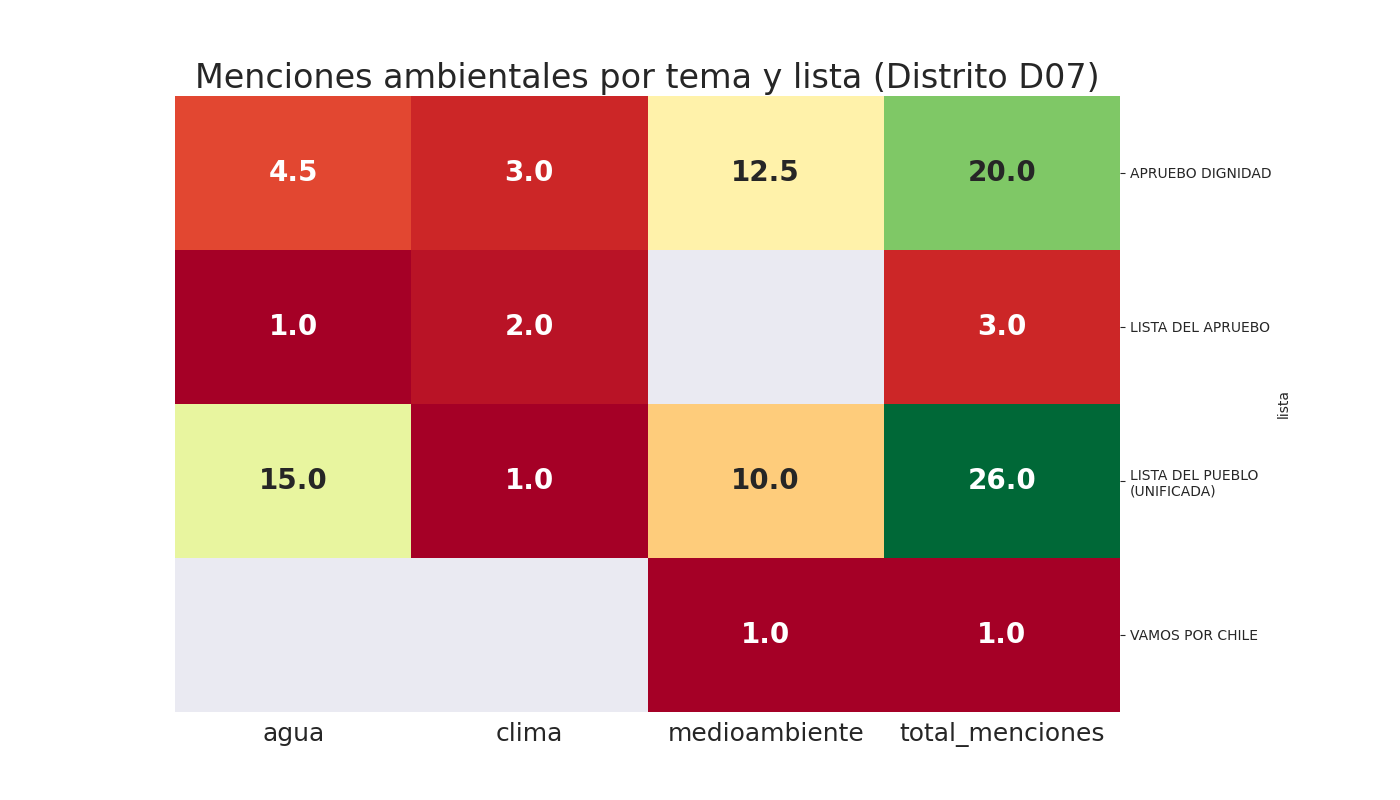 Menciones ambientales por tema y lista (Distrito D07)
4.5 3.0 12.5 20.0 APRUEBO DIGNIDAD
1.0 2.0 3.0 LISTA DEL APRUEBO
lista
15.0 1.0 10.0 26.0 LISTA DEL PUEBLO
(UNIFICADA)
1.0 1.0 VAMOS POR CHILE
agua clima medioambiente total_menciones